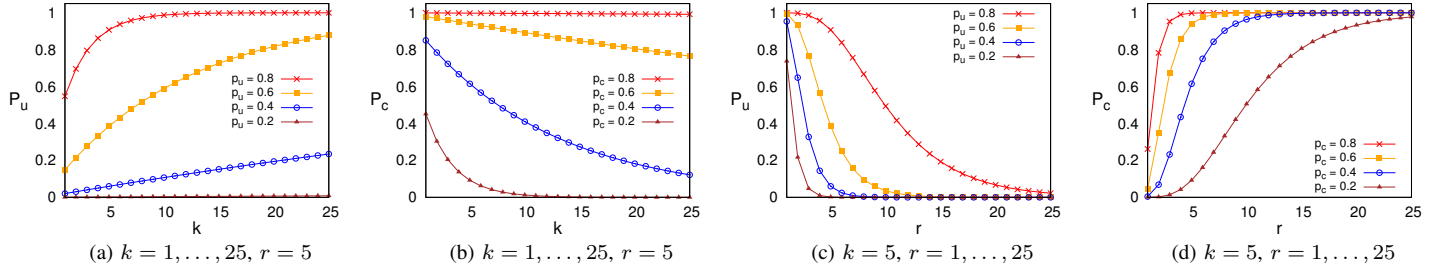 1
0.8
0.6
0.4
0.2
0
P_u
5 10 15 20 25
k
p_u = 0.8
p_u = 0.6
p_u = 0.4
p_u = 0.2
(a) k = 1, . . . , 25, r = 5
1
0.8
0.6
0.4
0.2
0
P_c
5 10 15 20 25
k
p_c = 0.8
p_c = 0.6
p_c = 0.4
p_c = 0.2
(b) k = 1, . . . , 25, r = 5
1
0.8
0.6
0.4
0.2
0
P_u
5 10 15 20 25
r
p_u = 0.8
p_u = 0.6
p_u = 0.4
p_u = 0.2
(c) k = 5, r = 1, . . . , 25
1
0.8
0.6
0.4
0.2
0
P_c
5 10 15 20 25
r
p_c = 0.8
p_c = 0.6
p_c = 0.4
p_c = 0.2
(d) k = 5, r = 1, . . . , 25